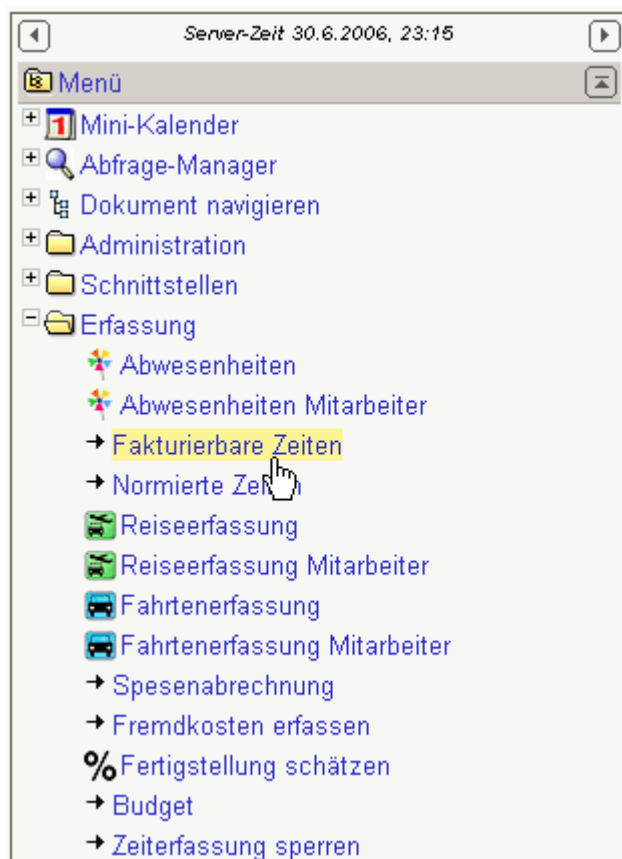 Server-Zeit 30.6.2006, 23:15
Menü
Mini-Kalender
Abfrage-Manager
Dokument navigieren
Administration
Schnittstellen
Erfassung
Abwesenheiten
Abwesenheiten Mitarbeiter
Fakturierbare Zeiten
Normierte Zeiten
Reiseerfassung
Reiseerfassung Mitarbeiter
Fahrtenerfassung
Fahrtenerfassung Mitarbeiter
Spesenabrechnung
Fremdkosten erfassen
% Fertigstellung schätzen
Budget
Zeiterfassung sperren